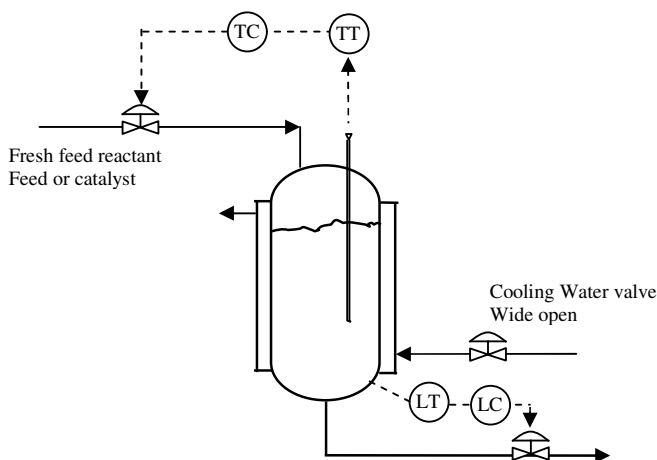 TC
TT
Fresh feed reactant
Feed or catalyst
Cooling Water valve
Wide open
LT
LC